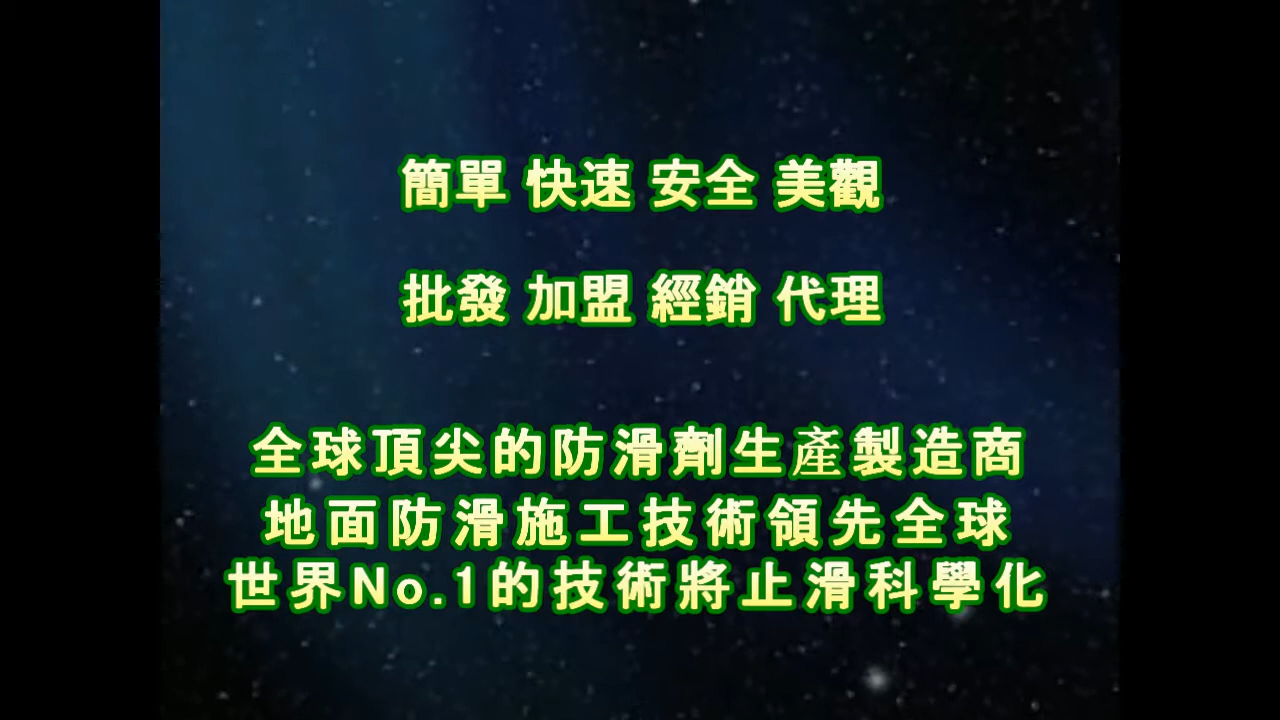 簡單 快速 安全 美觀
批發 加盟 經銷 代理
全球頂尖的防滑劑生產製造商
地面防滑施工技術領先全球
世界No.1的技術將止滑科學化